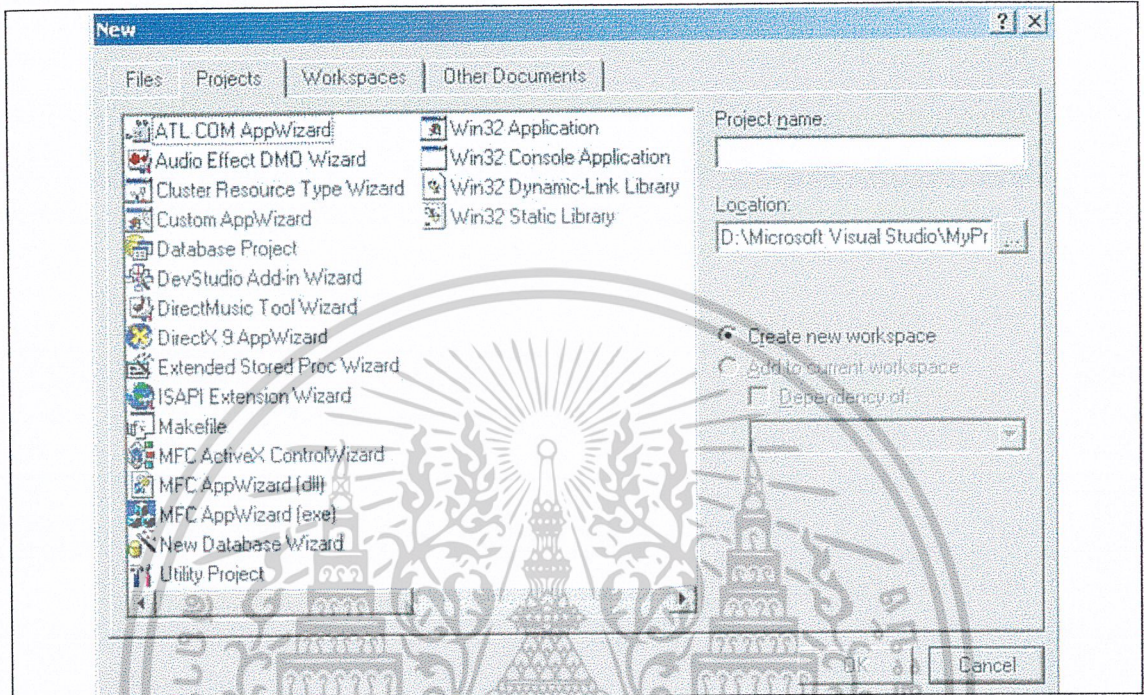 New
Files Projects Workspaces Other Documents
ATL COM AppWizard
Audio Effect DMO Wizard
Cluster Resource Type Wizard
Custom AppWizard
Database Project
DevStudio Add-in Wizard
DirectMusic Tool Wizard
DirectX 9 AppWizard
Extended Stored Proc Wizard
ISAPI Extension Wizard
Makefile
MFC ActiveX ControlWizard
MFC AppWizard (dll)
MFC AppWizard (exe)
New Database Wizard
Utility Project
Win32 Application
Win32 Console Application
Win32 Dynamic-Link Library
Win32 Static Library
Project name:
Location:
D:\Microsoft Visual Studio\MyPr
...
Create new workspace
Add to current workspace
Dependency of:
OK Cancel